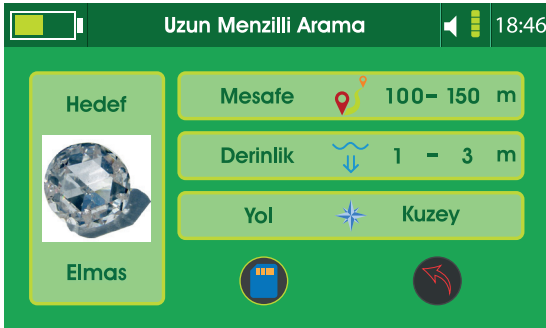 Uzun Menzilli Arama
18:46
Hedef
Elmas
Mesafe 100- 150 m
Derinlik 1 - 3 m
Yol Kuzey